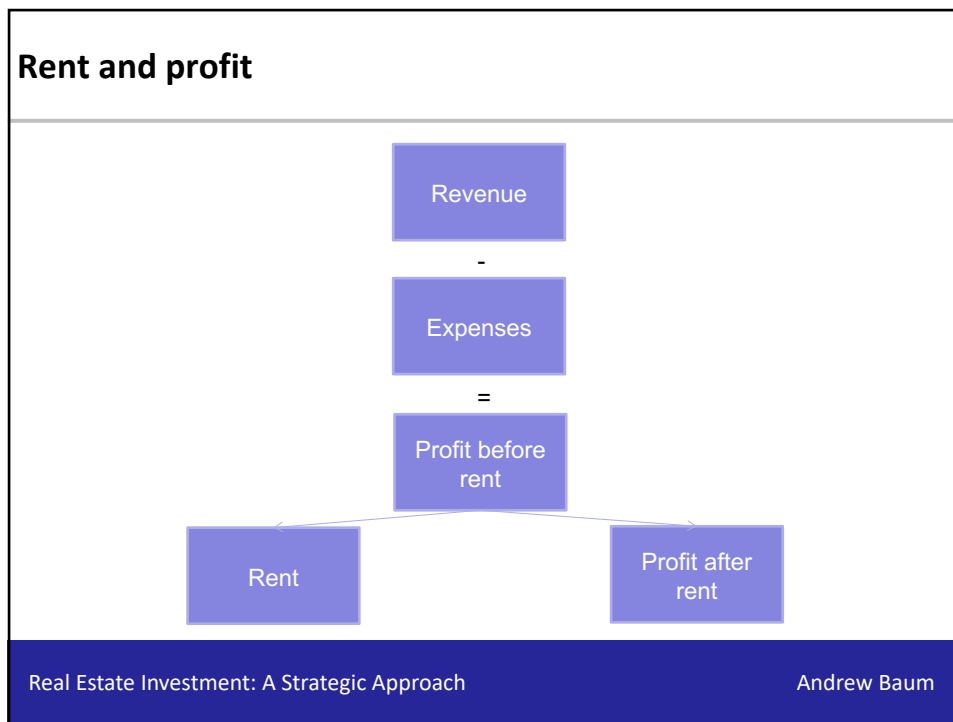 Rent and profit
Revenue
-
Expenses
=
Profit before
rent
Rent
Profit after
rent
Real Estate Investment: A Strategic Approach
Andrew Baum